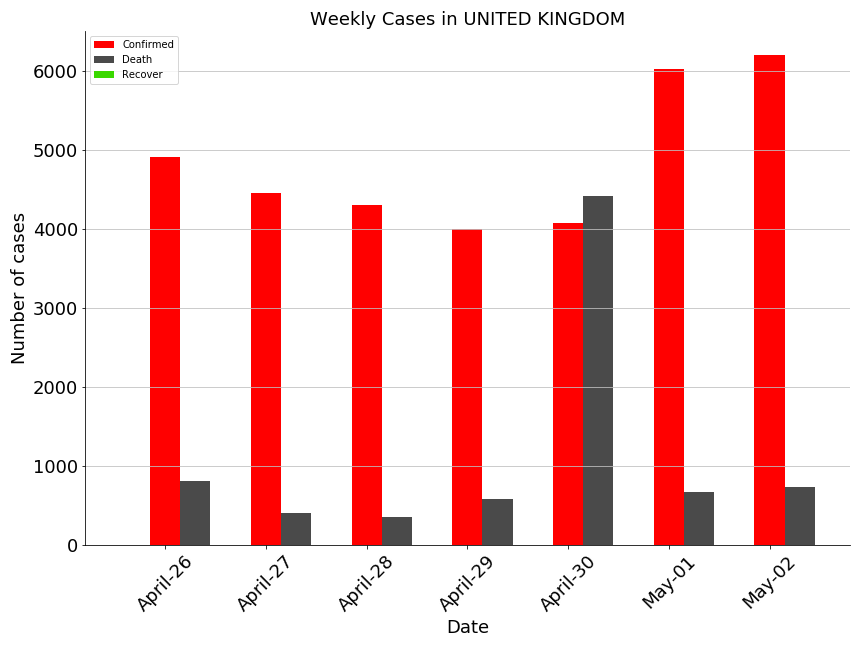 Weekly Cases in UNITED KINGDOM
Confirmed
Death
Recover
Number of cases
6000
5000
4000
3000
2000
1000
0
April-26
April-27
April-28
April-29
April-30
May-01
May-02
Date